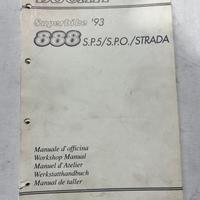 Superbike '93
888 S.P.5/S.P.O./STRADA
Manuale d'officina
Workshop Manual
Manuel d'Atelier
Werkstatthandbuch
Manual de taller